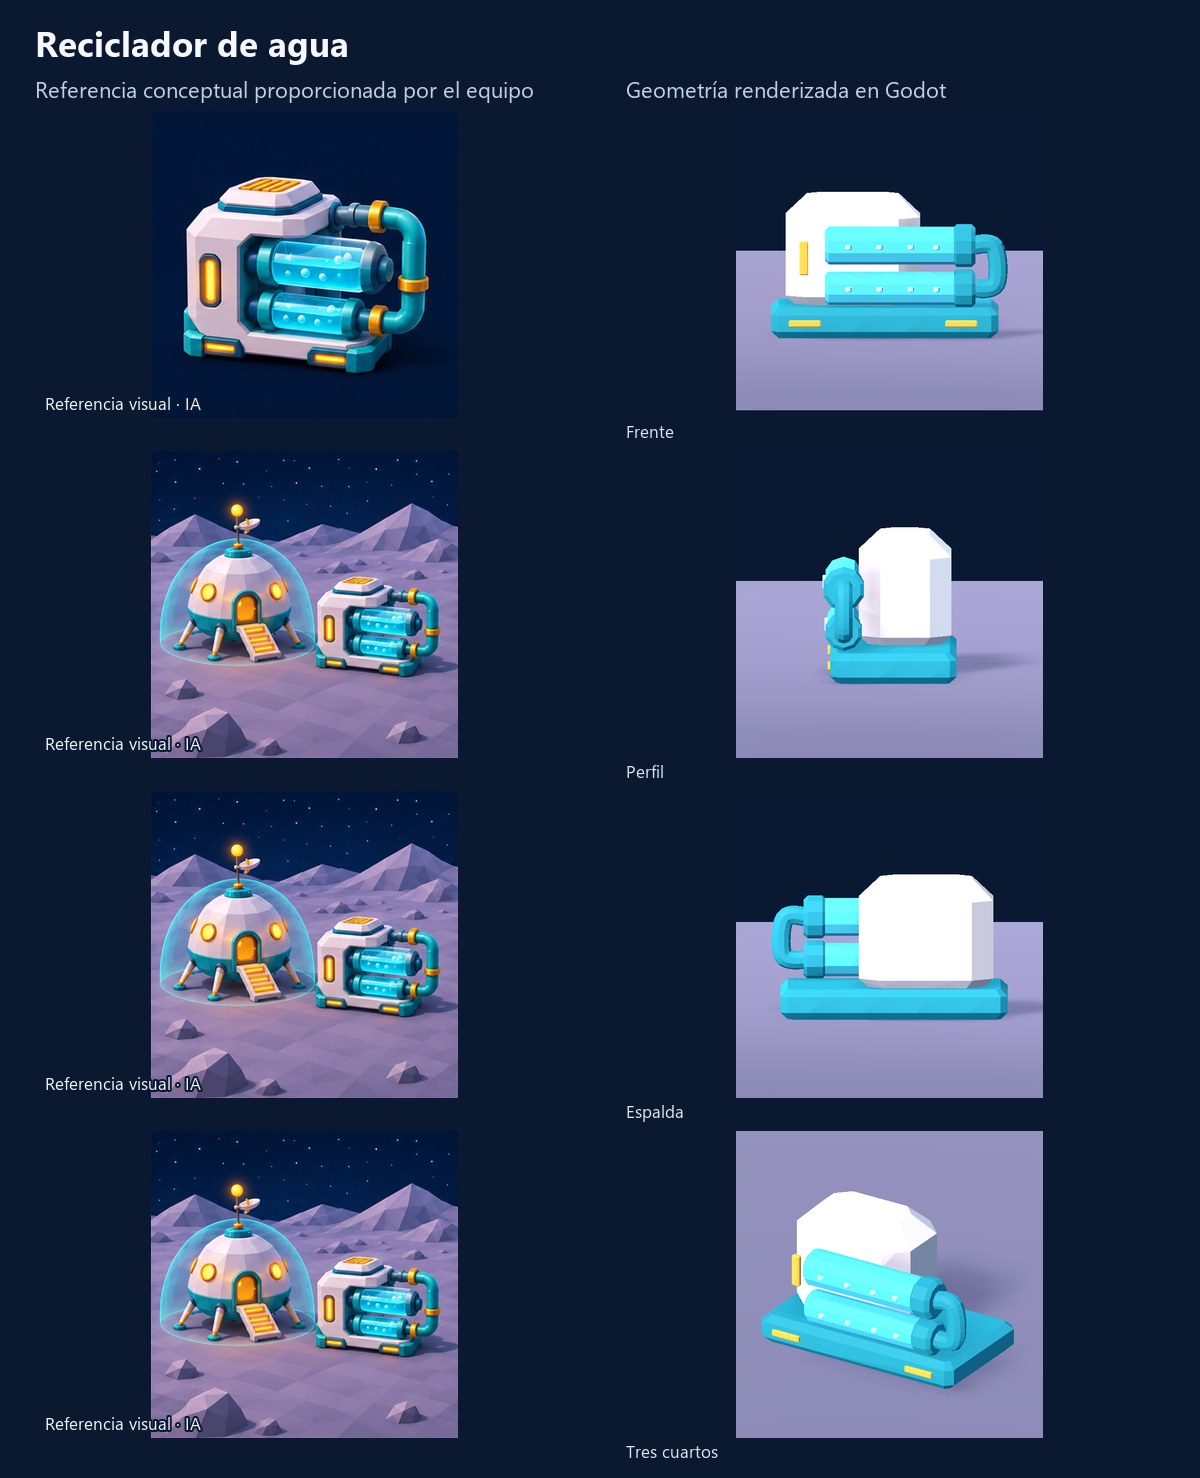 Reciclador de agua
Referencia conceptual proporcionada por el equipo
Geometría renderizada en Godot
Referencia visual · IA
Frente
Referencia visual · IA
Perfil
Referencia visual · IA
Espalda
Referencia visual · IA
Tres cuartos